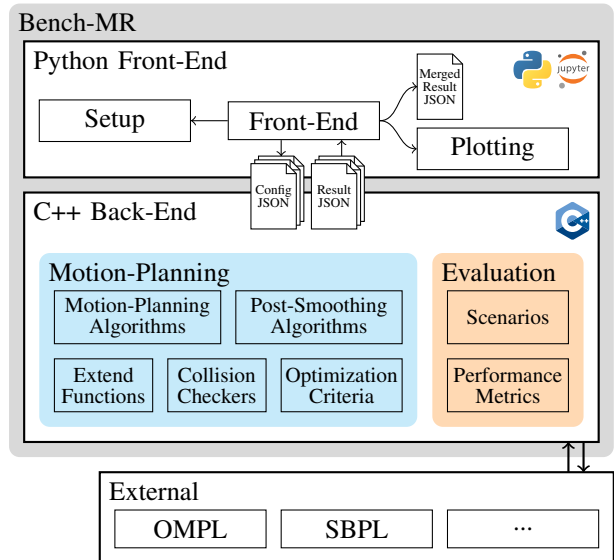 Bench-MR
Python Front-End
jupyter
Merged
Result
JSON
Setup
Front-End
Plotting
Config
JSON
Result
JSON
C++ Back-End
C++
Motion-Planning
Motion-Planning
Algorithms
Post-Smoothing
Algorithms
Extend
Functions
Collision
Checkers
Optimization
Criteria
Evaluation
Scenarios
Performance
Metrics
External
OMPL
SBPL
...